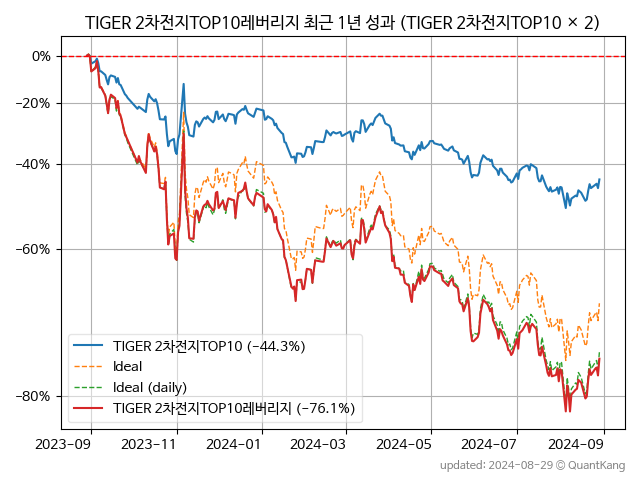 TIGER 2차전지TOP10레버리지 최근 1년 성과 (TIGER 2차전지TOP10 × 2)
0%
−20%
−40%
−60%
−80%
TIGER 2차전지TOP10 (−44.3%)
Ideal
Ideal (daily)
TIGER 2차전지TOP10레버리지 (−76.1%)
2023-09 2023-11 2024-01 2024-03 2024-05 2024-07 2024-09
updated: 2024-08-29 © QuantKang